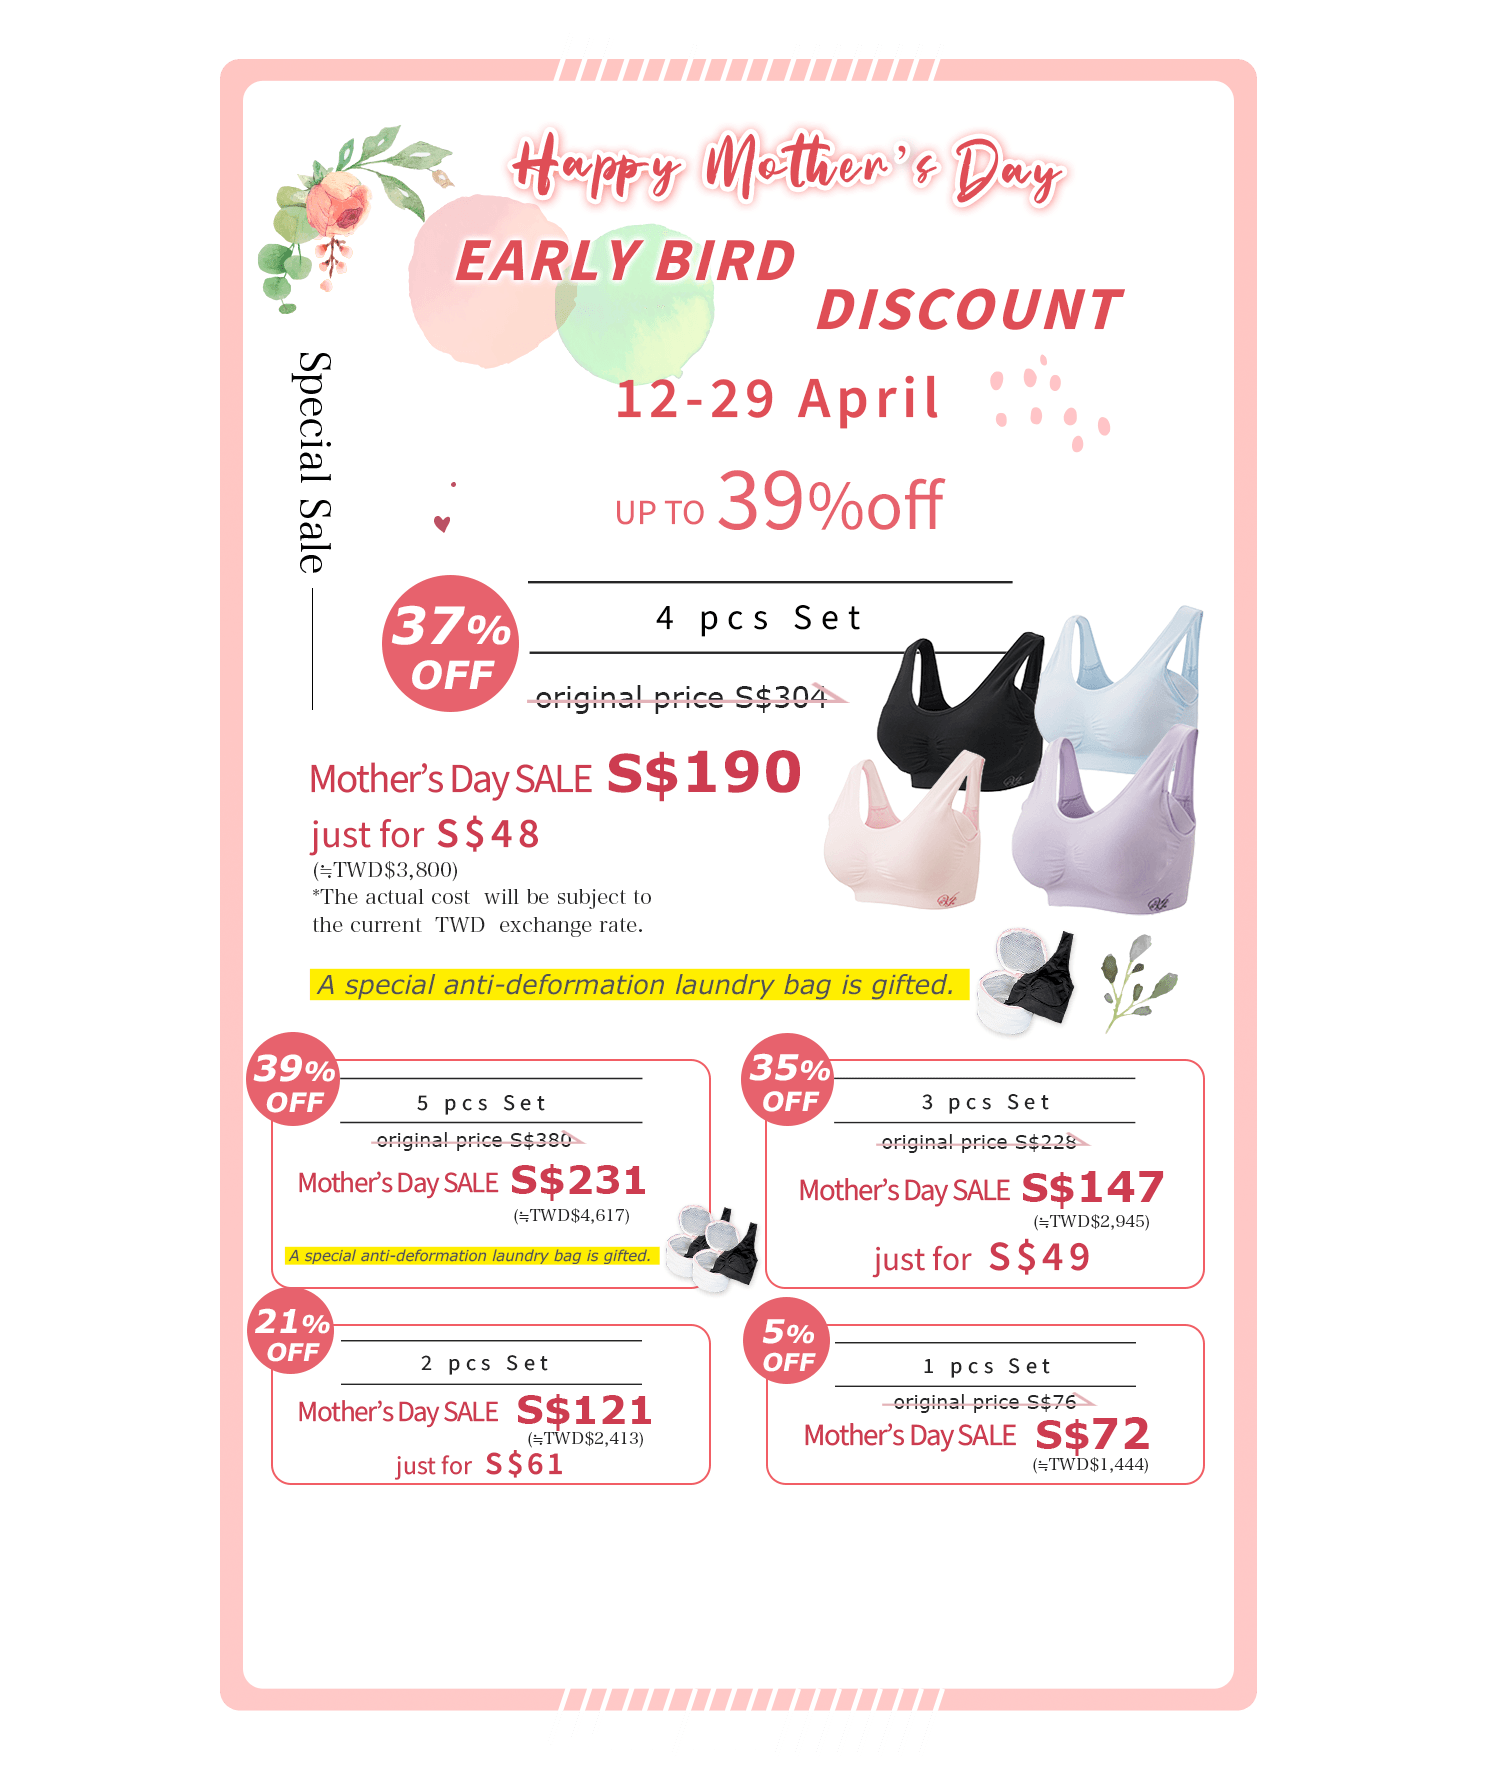 Happy Mother's Day
EARLY BIRD
DISCOUNT
12-29 April
UP TO 39%off
Special Sale
37%
OFF
4 pcs Set
original price S$304
Mother's Day SALE S$190
just for S$48
(≒TWD$3,800)
*The actual cost will be subject to
the current TWD exchange rate.
A special anti-deformation laundry bag is gifted.
39%
OFF
5 pcs Set
original price S$380
Mother's Day SALE S$231
(≒TWD$4,617)
A special anti-deformation laundry bag is gifted.
35%
OFF
3 pcs Set
original price S$228
Mother's Day SALE S$147
(≒TWD$2,945)
just for S$49
21%
OFF
2 pcs Set
Mother's Day SALE S$121
(≒TWD$2,413)
just for S$61
5%
OFF
1 pcs Set
original price S$76
Mother's Day SALE S$72
(≒TWD$1,444)